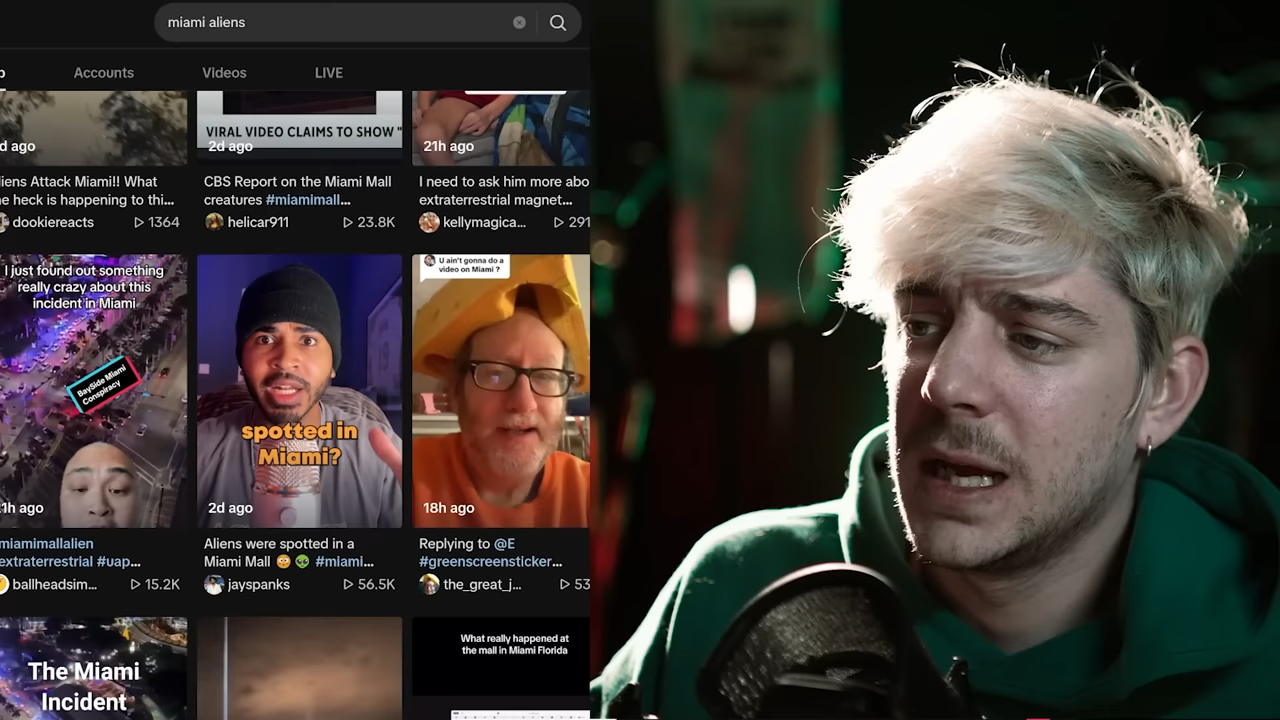 miami aliens
Accounts
Videos
LIVE
d ago
VIRAL VIDEO CLAIMS TO SHOW "
2d ago
21h ago
iens Attack Miami!! What
e heck is happening to thi...
dookiereacts
1364
CBS Report on the Miami Mall
creatures #miamimall...
helicar911
23.8K
I need to ask him more abo
extraterrestrial magnet...
kellymagica...
291
I just found out something
really crazy about this
incident in Miami
BaySide Miami
Conspiracy
1h ago
spotted in
Miami?
2d ago
U ain't gonna do a
video on Miami ?
18h ago
miamimallalien
extraterrestrial #uap...
ballheadsim...
15.2K
Aliens were spotted in a
Miami Mall 😳 👽 #miami...
jayspanks
56.5K
Replying to @E
#greenscreensticker...
the_great_j...
53
The Miami
Incident
What really happened at
the mall in Miami Florida